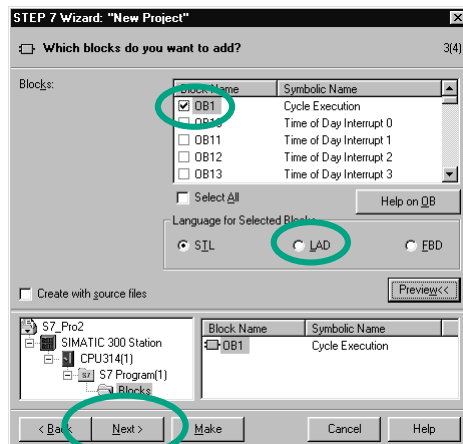 STEP 7 Wizard: "New Project"
Which blocks do you want to add? 3(4)
Blocks:
Block Name Symbolic Name
OB1 Cycle Execution
OB10 Time of Day Interrupt 0
OB11 Time of Day Interrupt 1
OB12 Time of Day Interrupt 2
OB13 Time of Day Interrupt 3
Select All
Help on OB
Language for Selected Blocks
STL LAD FBD
Create with source files
Preview<<
S7_Pro2
SIMATIC 300 Station
CPU314(1)
S7 Program(1)
Blocks
Block Name Symbolic Name
OB1 Cycle Execution
< Back Next > Make Cancel Help